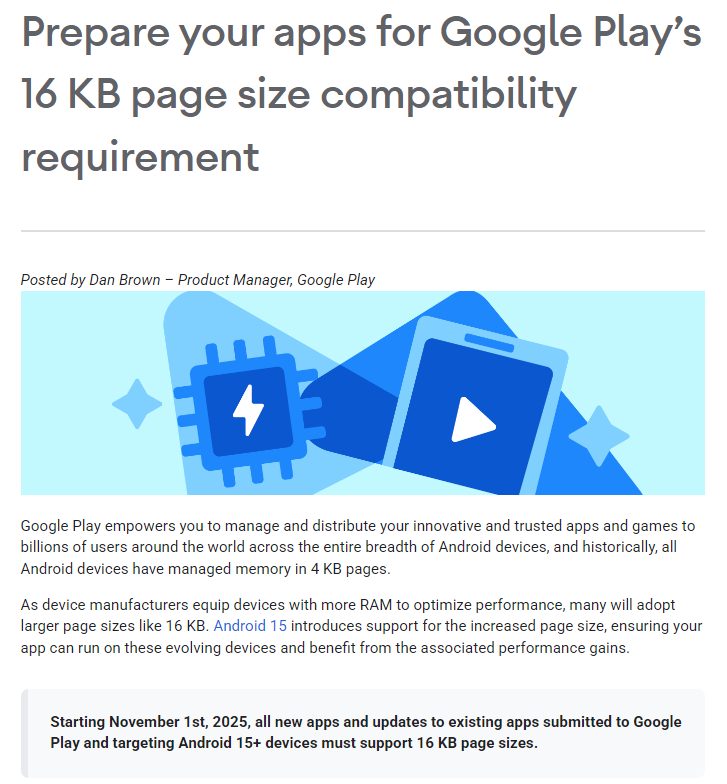 Prepare your apps for Google Play’s
16 KB page size compatibility
requirement
Posted by Dan Brown – Product Manager, Google Play
Google Play empowers you to manage and distribute your innovative and trusted apps and games to
billions of users around the world across the entire breadth of Android devices, and historically, all
Android devices have managed memory in 4 KB pages.
As device manufacturers equip devices with more RAM to optimize performance, many will adopt
larger page sizes like 16 KB. Android 15 introduces support for the increased page size, ensuring your
app can run on these evolving devices and benefit from the associated performance gains.
Starting November 1st, 2025, all new apps and updates to existing apps submitted to Google
Play and targeting Android 15+ devices must support 16 KB page sizes.